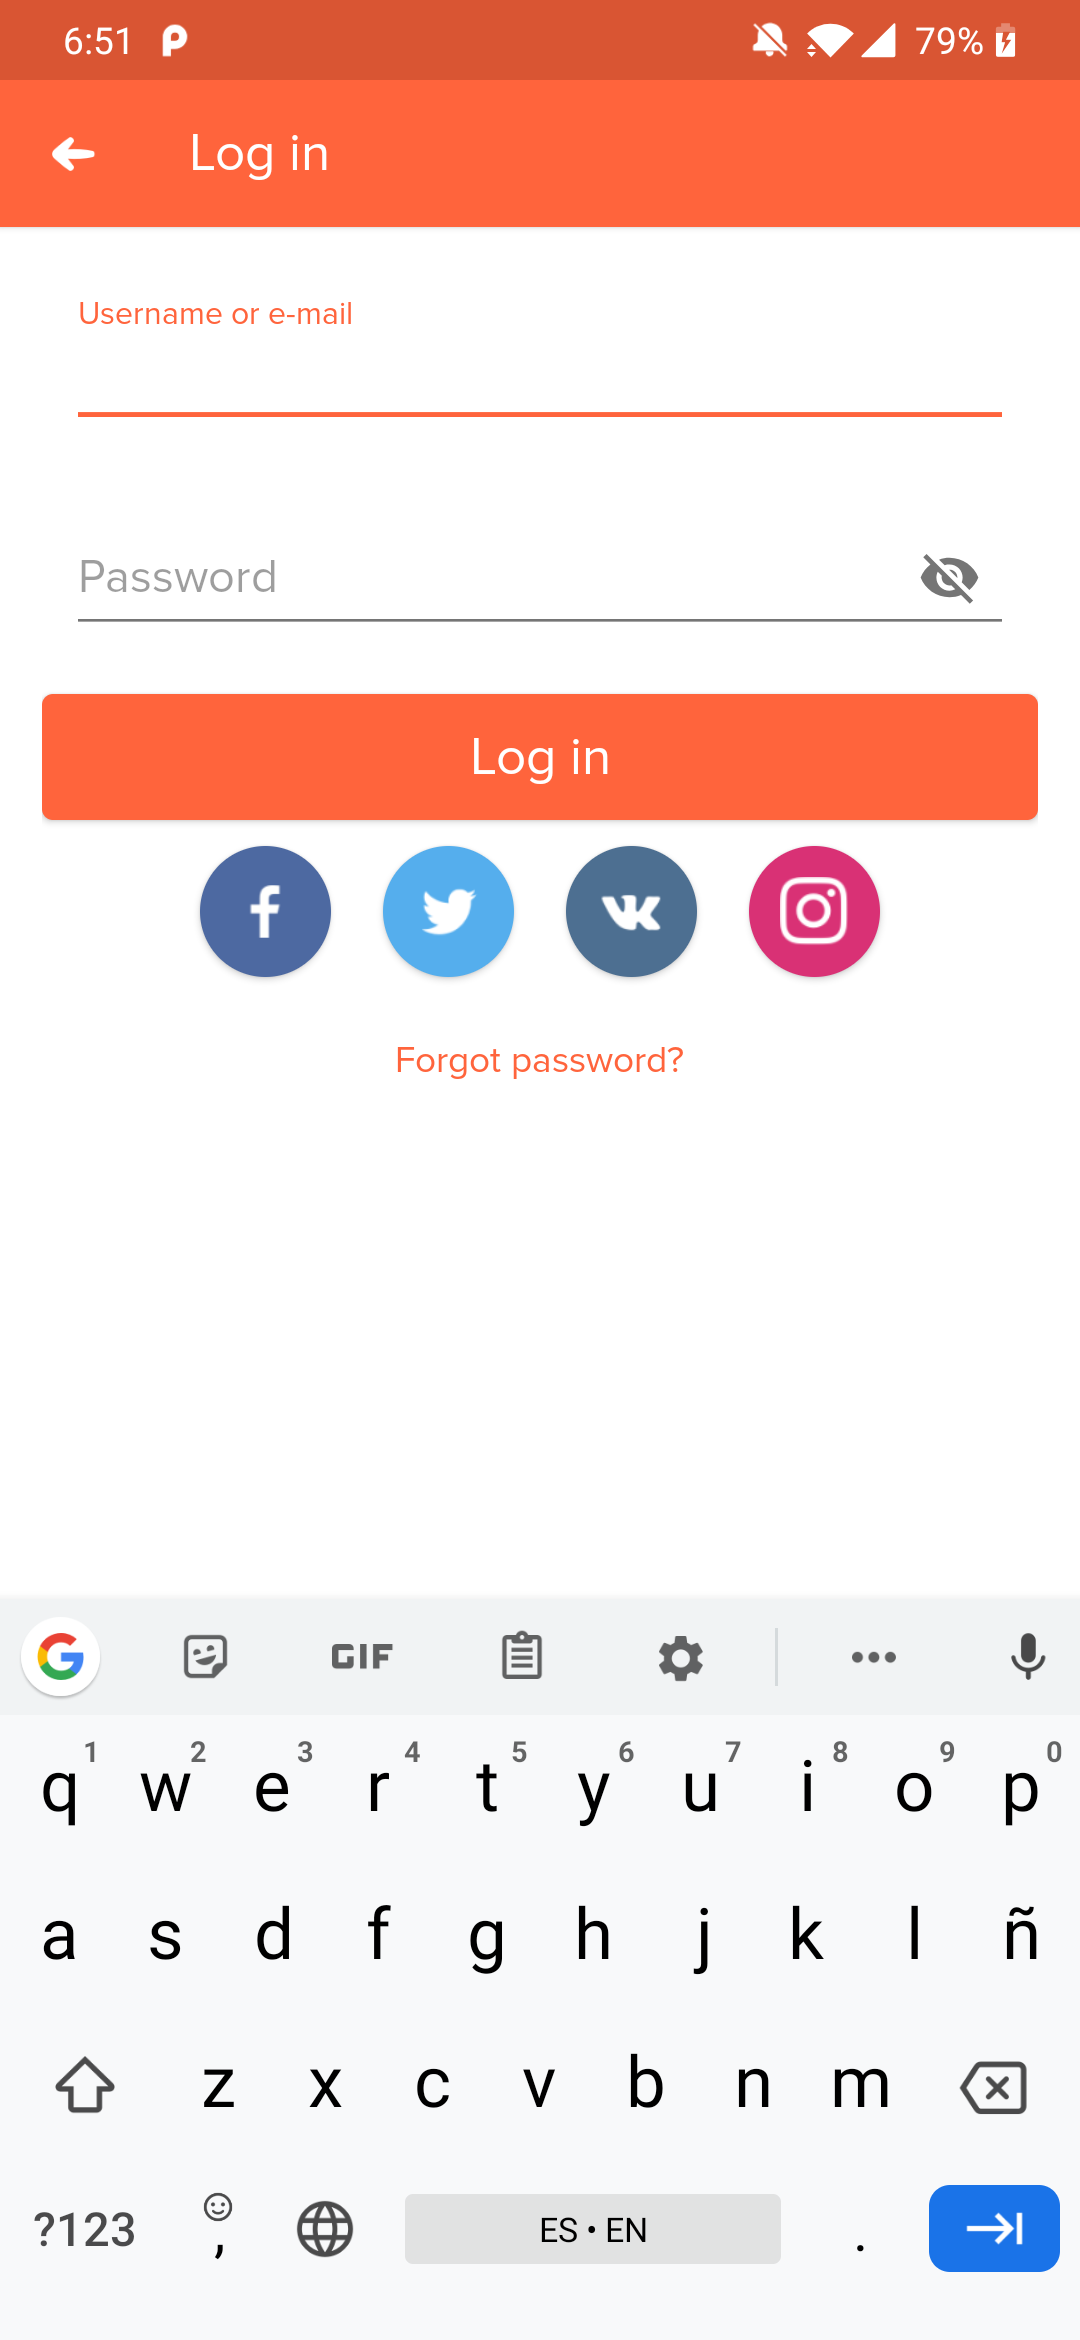 6:51 79%
Log in
Username or e-mail
Password
Log in
Forgot password?
GIF
1 2 3 4 5 6 7 8 9 0
q w e r t y u i o p
a s d f g h j k l ñ
z x c v b n m
?123 , ES • EN .